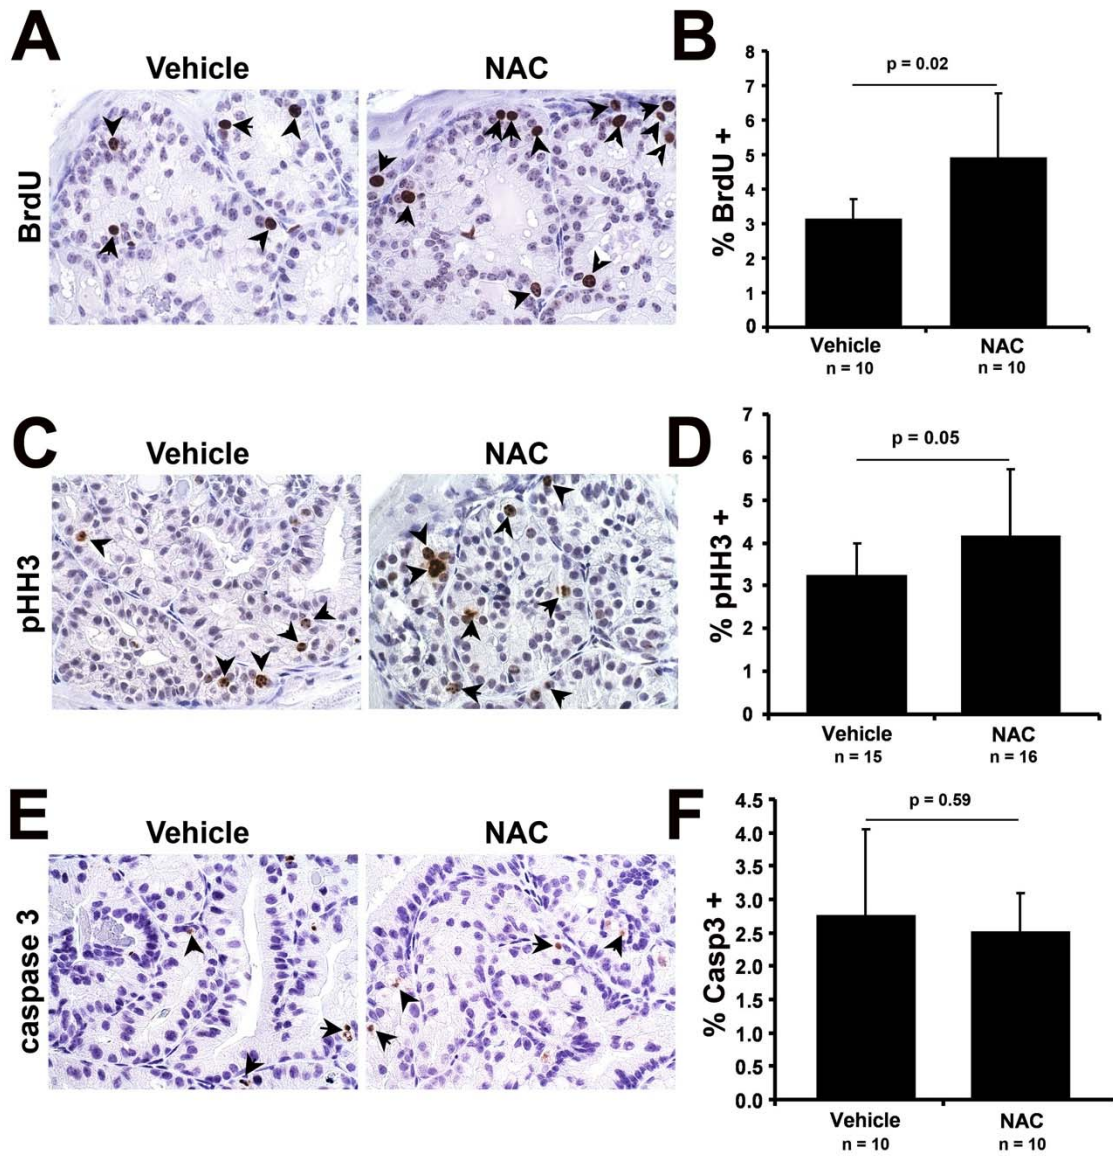 A
Vehicle
NAC
BrdU
B
8
7
6
5
4
3
2
1
0
% BrdU +
p = 0.02
Vehicle
n = 10
NAC
n = 10
C
Vehicle
NAC
pHH3
D
7
6
5
4
3
2
1
0
% pHH3 +
p = 0.05
Vehicle
n = 15
NAC
n = 16
E
Vehicle
NAC
caspase 3
F
4.5
4.0
3.5
3.0
2.5
2.0
1.5
1.0
0.5
0.0
% Casp3 +
p = 0.59
Vehicle
n = 10
NAC
n = 10